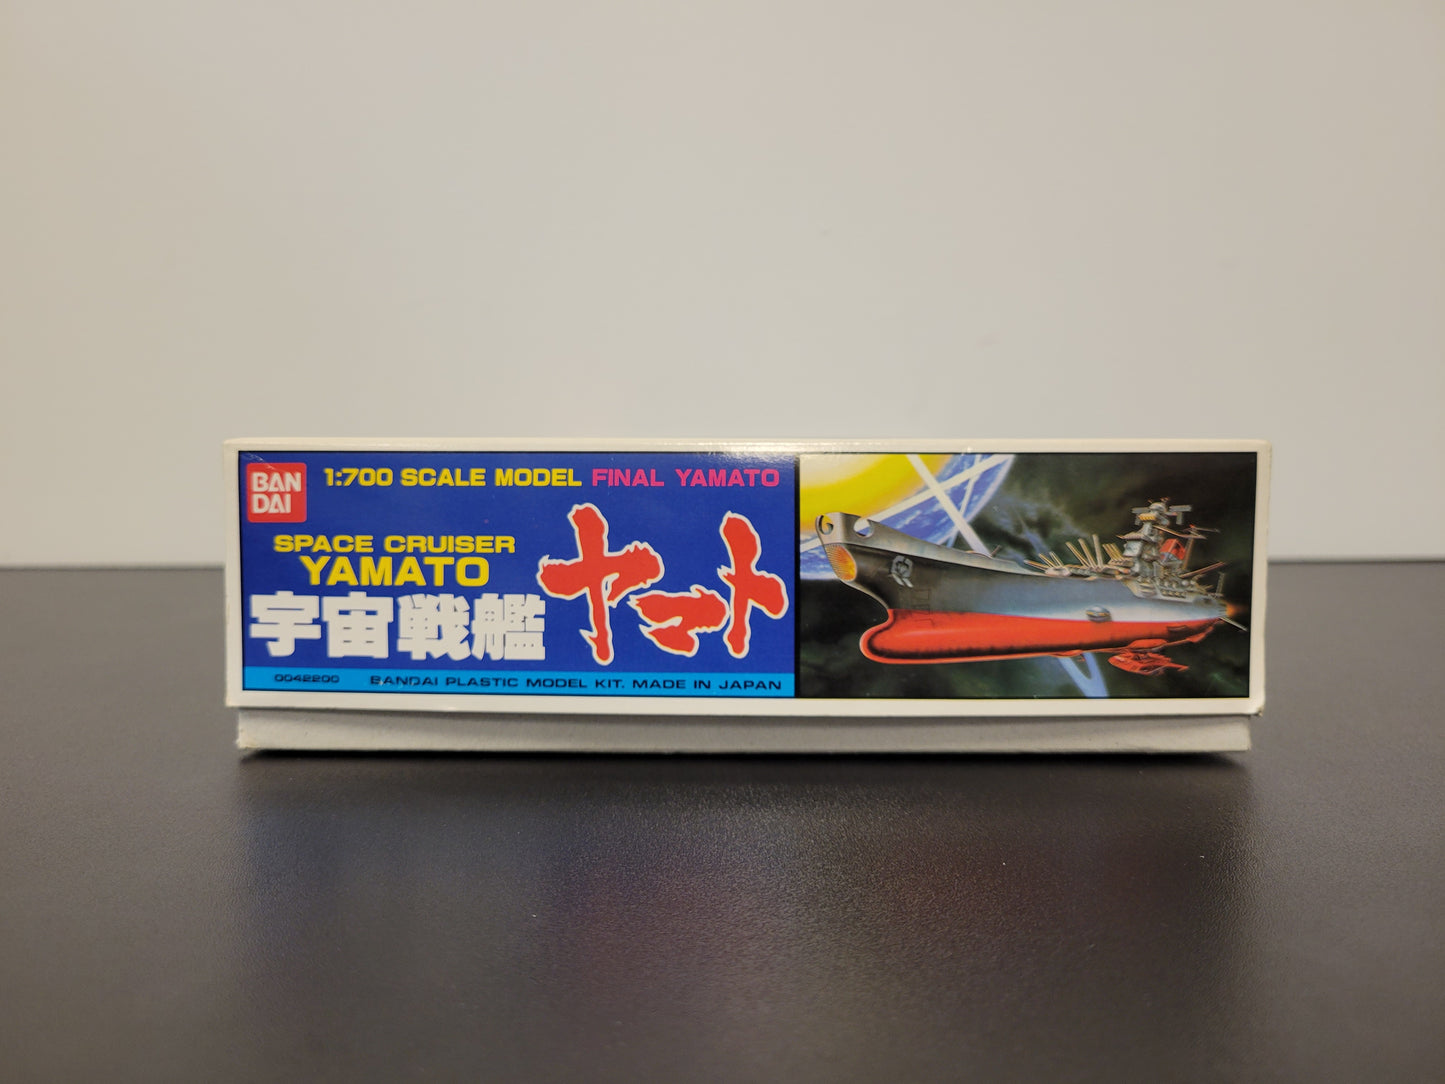 BAN
DAI
1:700 SCALE MODEL FINAL YAMATO
SPACE CRUISER
YAMATO
宇宙戦艦
ヤマト
0042200 BANDAI PLASTIC MODEL KIT. MADE IN JAPAN